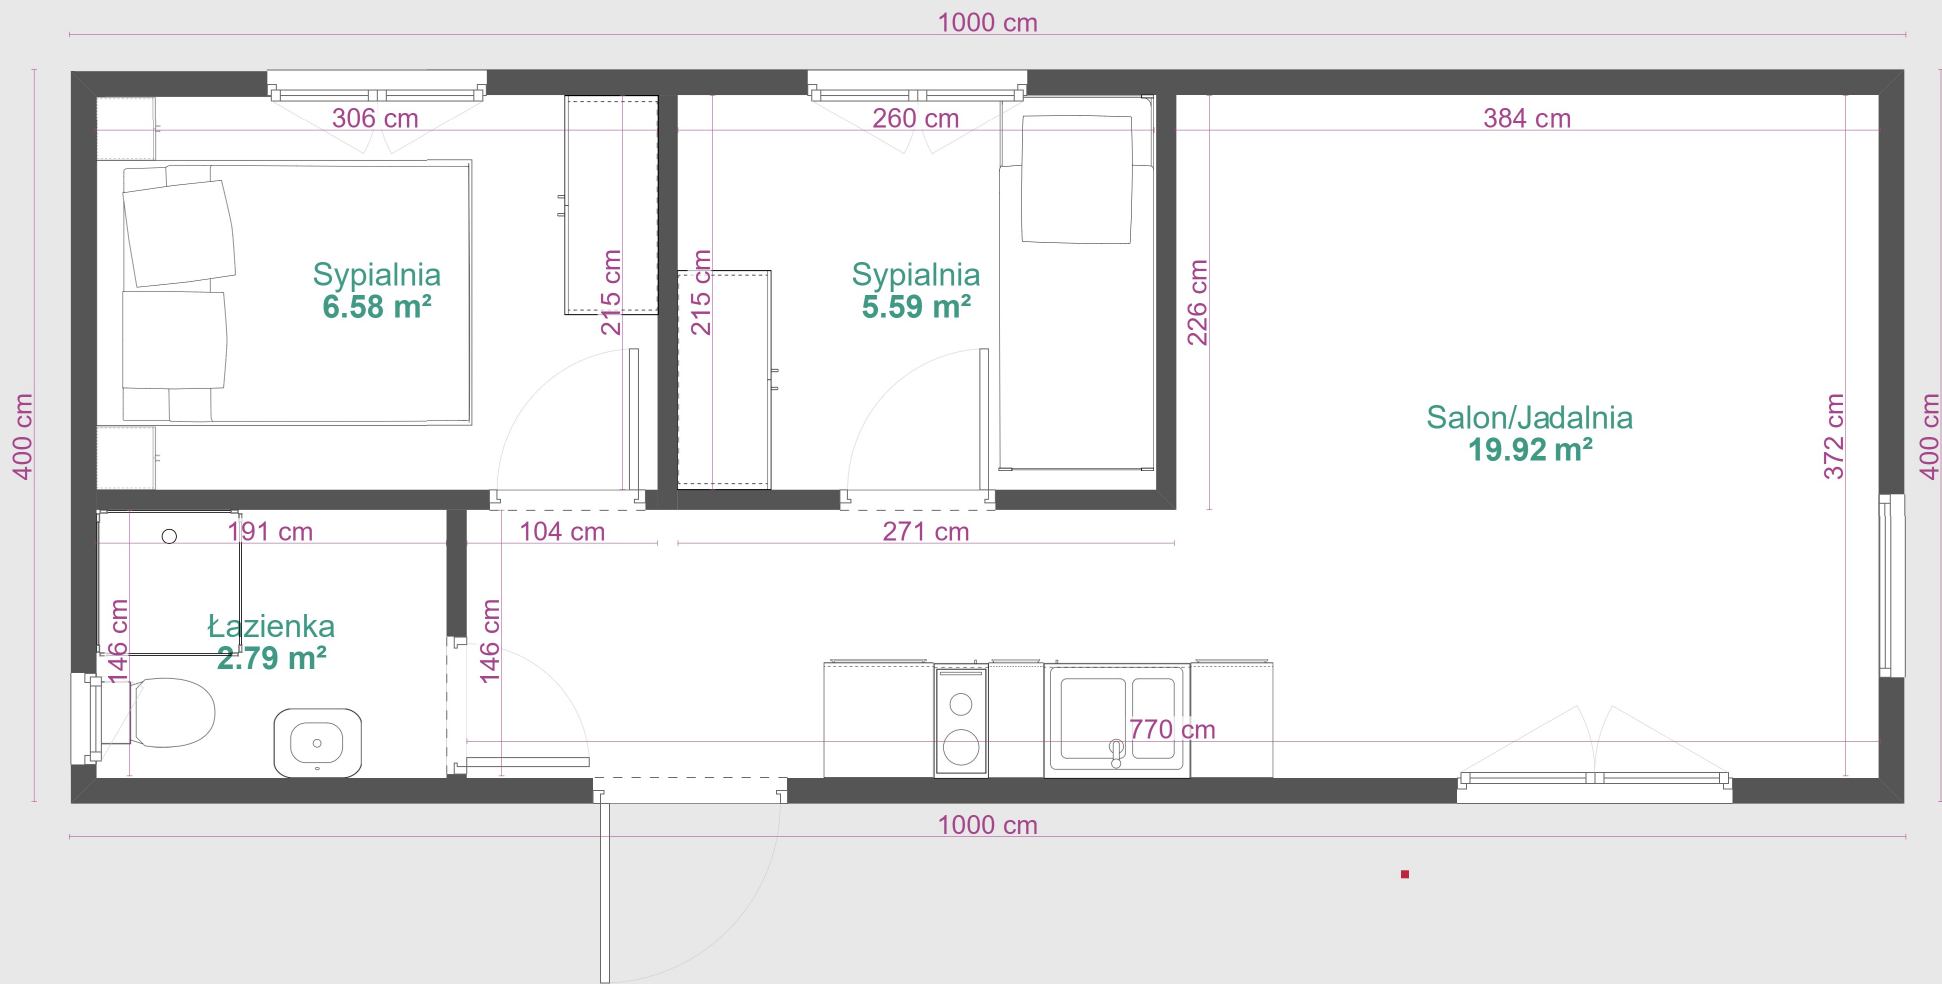 1000 cm
306 cm
260 cm
384 cm
Sypialnia
6.58 m²
215 cm
215 cm
Sypialnia
5.59 m²
226 cm
Salon/Jadalnia
19.92 m²
372 cm
400 cm
400 cm
191 cm
104 cm
271 cm
Łazienka
2.79 m²
146 cm
146 cm
770 cm
1000 cm